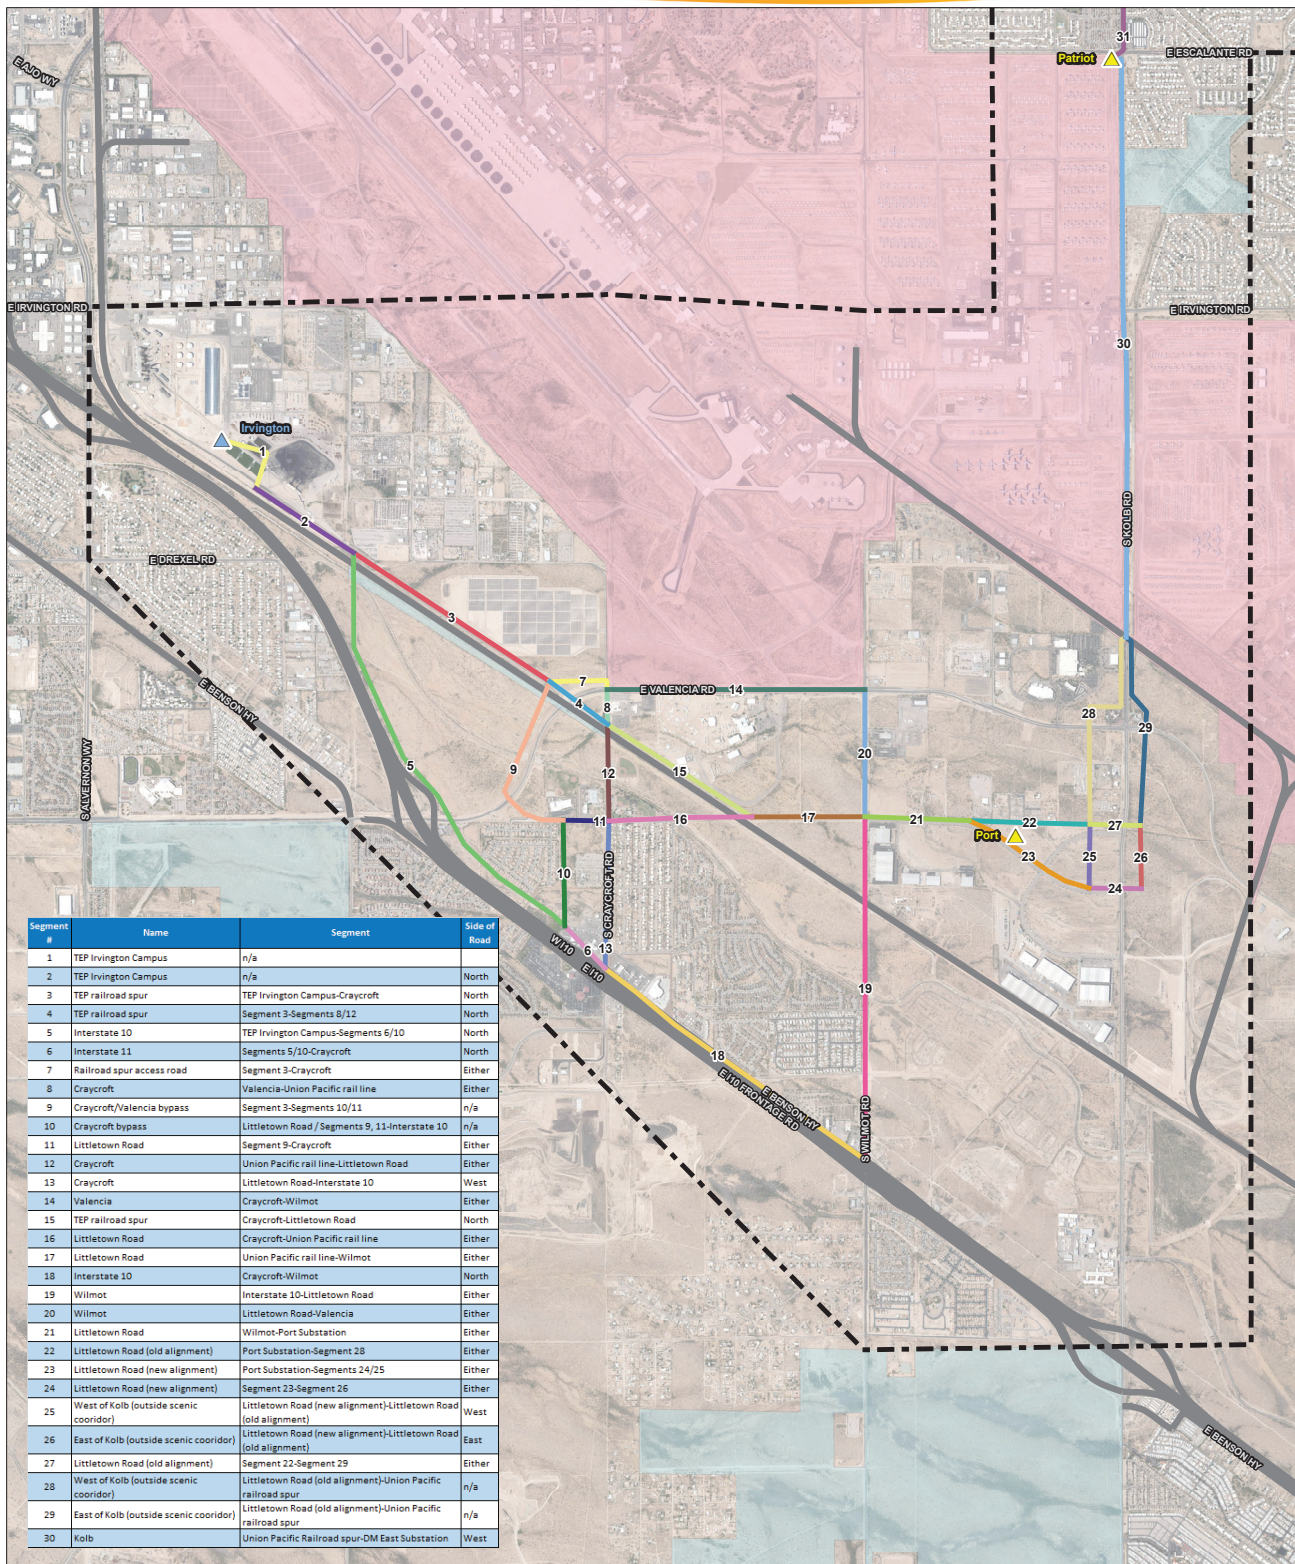 31
Patriot
E ESCALANTE RD
E AJO WY
E IRVINGTON RD
E IRVINGTON RD
30
Irvington
1
2
S KOLB RD
E DREXEL RD
3
7
E VALENCIA RD
14
E BENSON HY
4
8
28
29
S ALVERNON WY
5
9
12
15
20
11
16
17
21
22
27
Port
23
25
26
10
24
S CRAYCROFT RD
W I10
6
13
E I10
19
18
E BENSON HY
E I10 FRONTAGE RD
S WILMOT RD
E BENSON HY
Segment # Name Segment Side of Road
1 TEP Irvington Campus n/a
2 TEP Irvington Campus n/a North
3 TEP railroad spur TEP Irvington Campus-Craycroft North
4 TEP railroad spur Segment 3-Segments 8/12 North
5 Interstate 10 TEP Irvington Campus-Segments 6/10 North
6 Interstate 11 Segments 5/10-Craycroft North
7 Railroad spur access road Segment 3-Craycroft Either
8 Craycroft Valencia-Union Pacific rail line Either
9 Craycroft/Valencia bypass Segment 3-Segments 10/11 n/a
10 Craycroft bypass Littletown Road / Segments 9, 11-Interstate 10 n/a
11 Littletown Road Segment 9-Craycroft Either
12 Craycroft Union Pacific rail line-Littletown Road Either
13 Craycroft Littletown Road-Interstate 10 West
14 Valencia Craycroft-Wilmot Either
15 TEP railroad spur Craycroft-Littletown Road North
16 Littletown Road Craycroft-Union Pacific rail line Either
17 Littletown Road Union Pacific rail line-Wilmot Either
18 Interstate 10 Craycroft-Wilmot North
19 Wilmot Interstate 10-Littletown Road Either
20 Wilmot Littletown Road-Valencia Either
21 Littletown Road Wilmot-Port Substation Either
22 Littletown Road (old alignment) Port Substation-Segment 28 Either
23 Littletown Road (new alignment) Port Substation-Segments 24/25 Either
24 Littletown Road (new alignment) Segment 23-Segment 26 Either
25 West of Kolb (outside scenic cooridor) Littletown Road (new alignment)-Littletown Road (old alignment) West
26 East of Kolb (outside scenic cooridor) Littletown Road (new alignment)-Littletown Road (old alignment) East
27 Littletown Road (old alignment) Segment 22-Segment 29 Either
28 West of Kolb (outside scenic cooridor) Littletown Road (old alignment)-Union Pacific railroad spur n/a
29 East of Kolb (outside scenic cooridor) Littletown Road (old alignment)-Union Pacific railroad spur n/a
30 Kolb Union Pacific Railroad spur-DM East Substation West